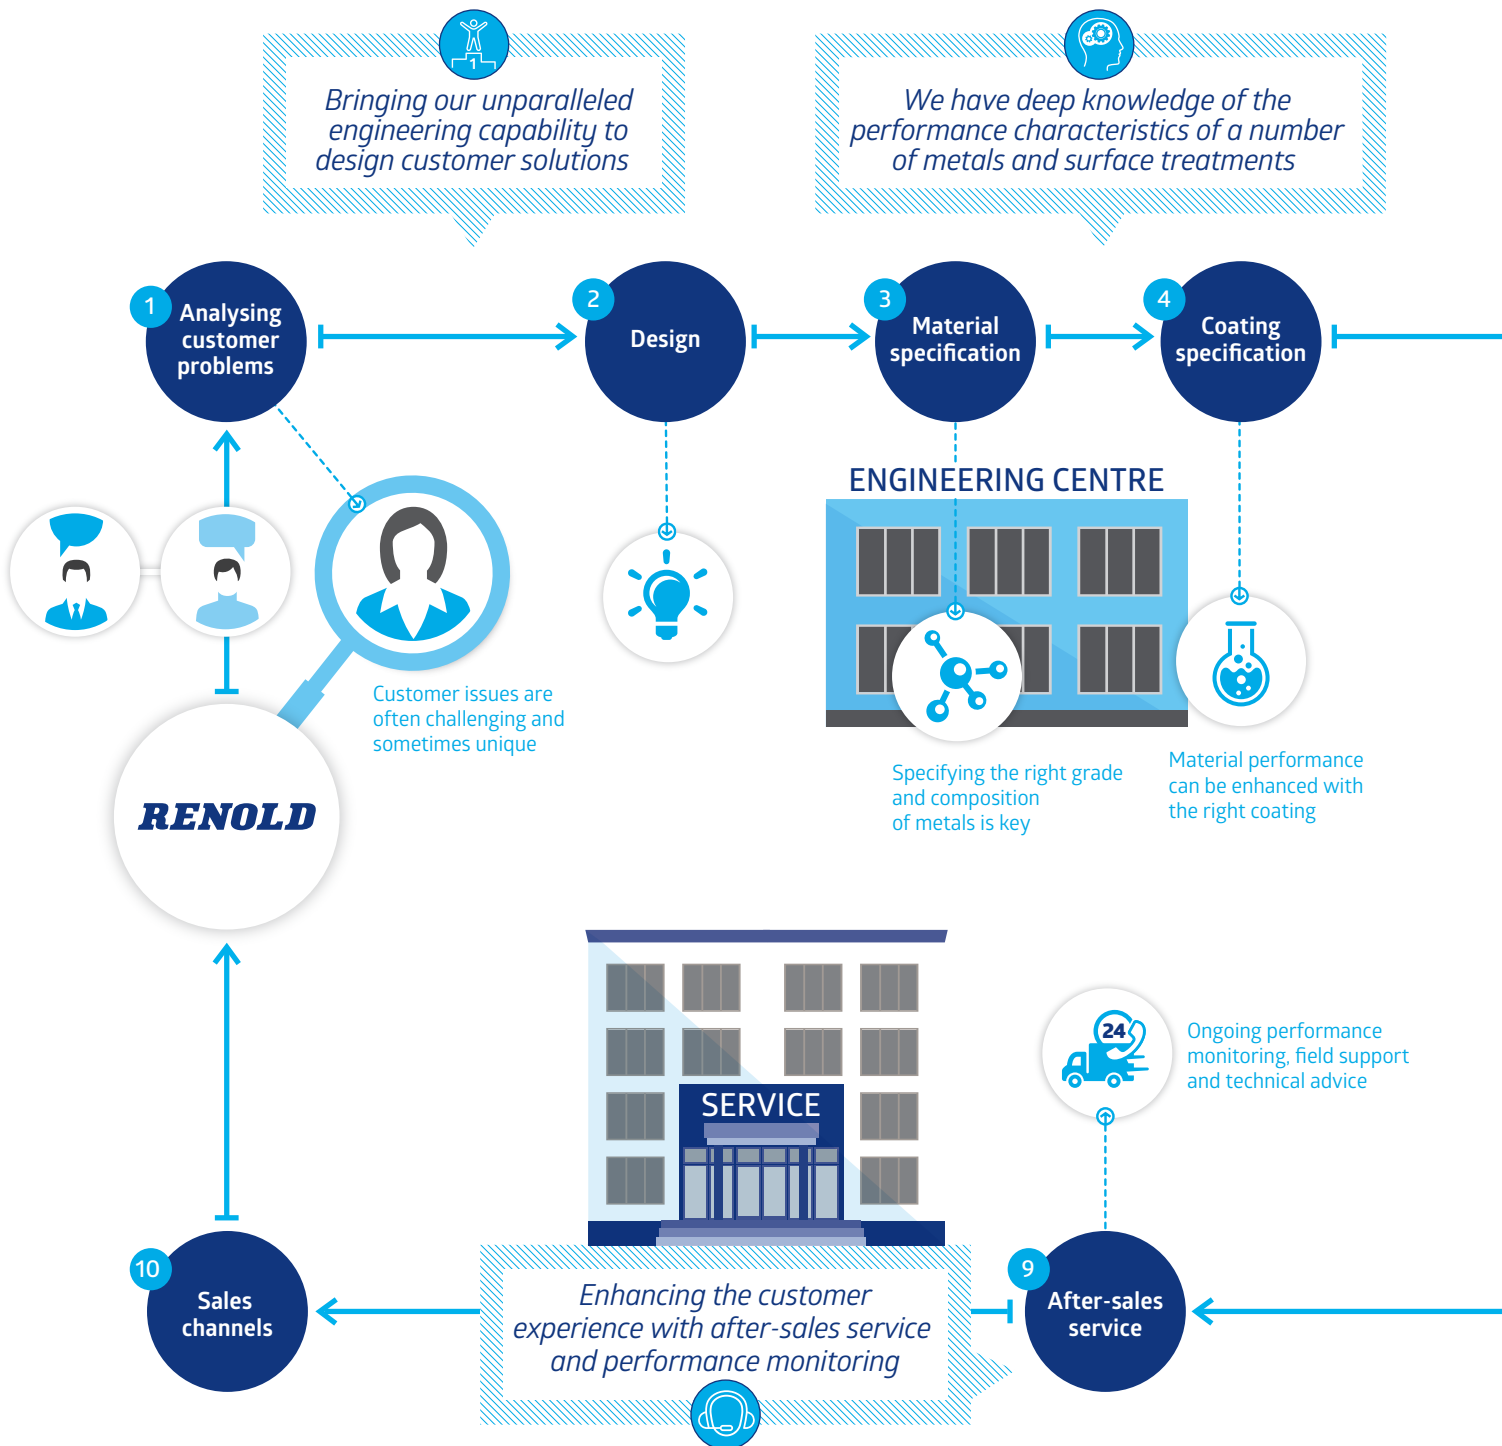 1
Bringing our unparalleled
engineering capability to
design customer solutions
We have deep knowledge of the
performance characteristics of a number
of metals and surface treatments
1
Analysing
customer
problems
2
Design
3
Material
specification
4
Coating
specification
ENGINEERING CENTRE
Customer issues are
often challenging and
sometimes unique
Specifying the right grade
and composition
of metals is key
Material performance
can be enhanced with
the right coating
RENOLD
SERVICE
24
Ongoing performance
monitoring, field support
and technical advice
10
Sales
channels
Enhancing the customer
experience with after-sales service
and performance monitoring
9
After-sales
service